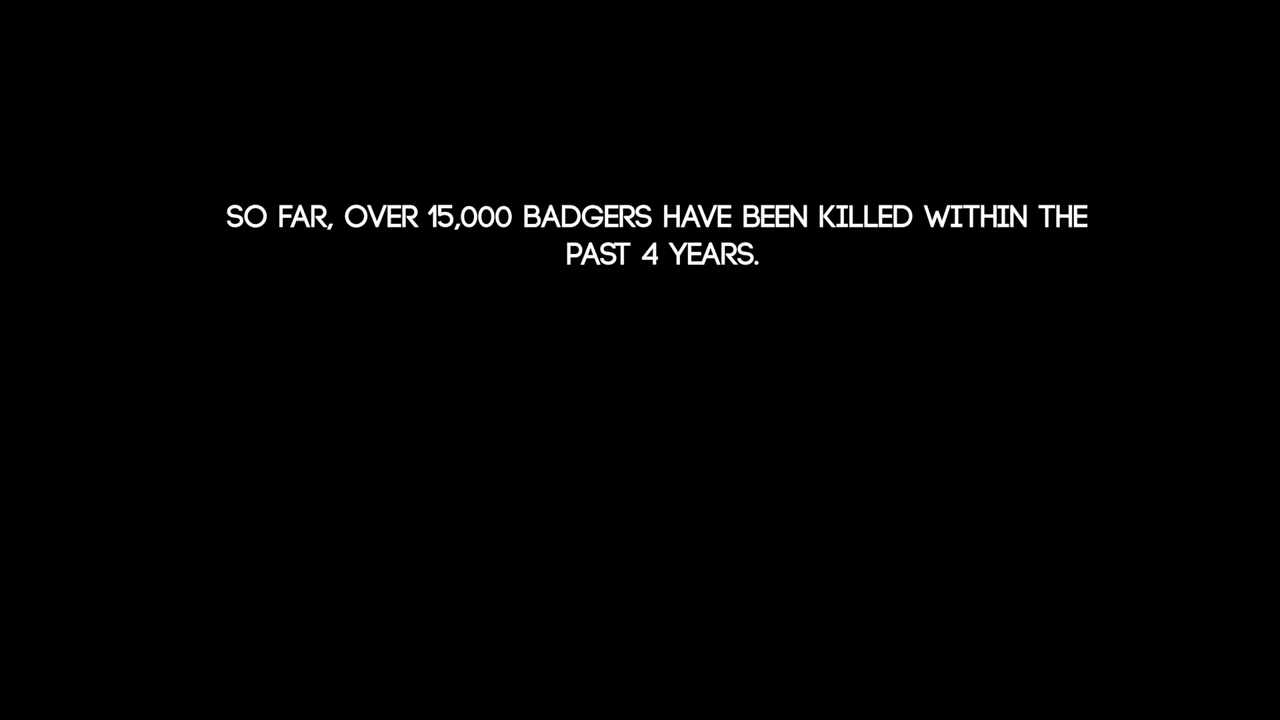 SO FAR, OVER 15,000 BADGERS HAVE BEEN KILLED WITHIN THE
PAST 4 YEARS.